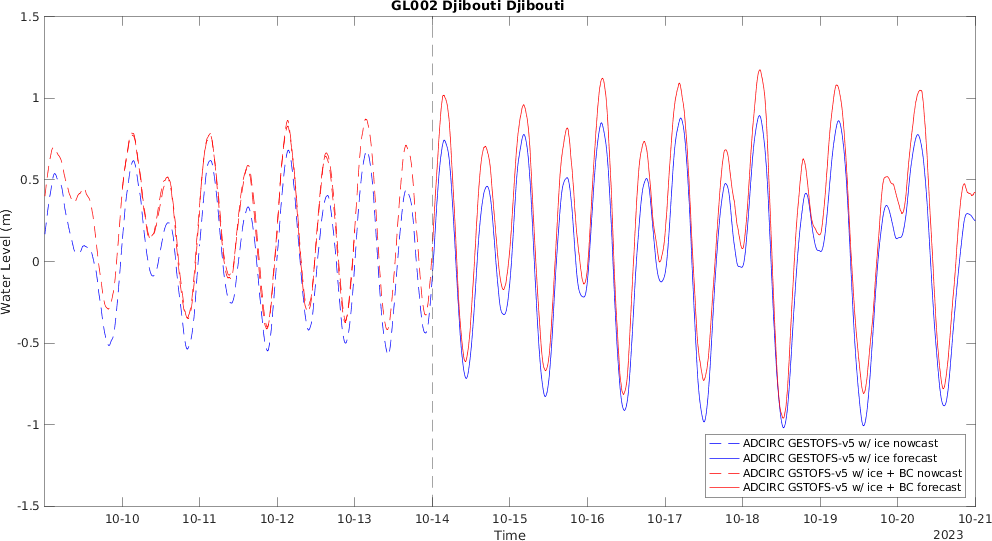 GL002 Djibouti Djibouti
Water Level (m)
1.5
1
0.5
0
-0.5
-1
-1.5
ADCIRC GESTOFS-v5 w/ ice nowcast
ADCIRC GESTOFS-v5 w/ ice forecast
ADCIRC GSTOFS-v5 w/ ice + BC nowcast
ADCIRC GSTOFS-v5 w/ ice + BC forecast
10-10 10-11 10-12 10-13 10-14 10-15 10-16 10-17 10-18 10-19 10-20 10-21
Time
2023